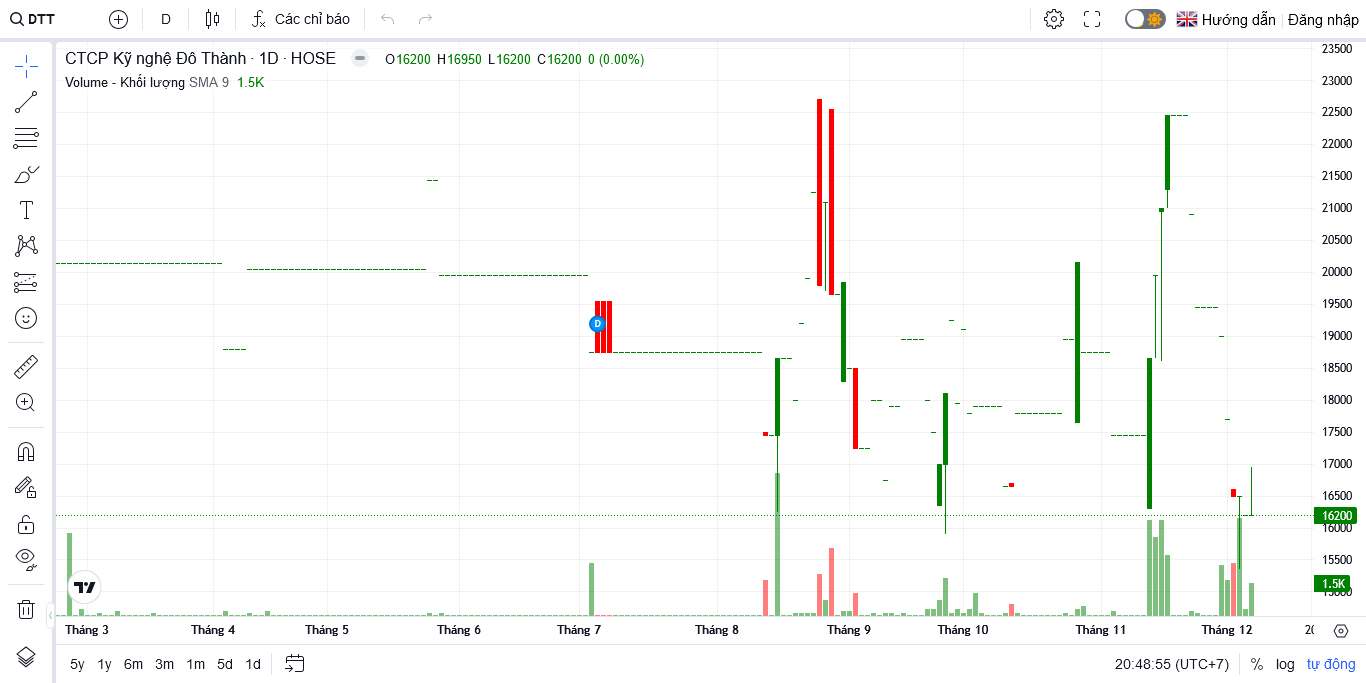 DTT D Các chỉ báo Hướng dẫn Đăng nhập
CTCP Kỹ nghệ Đô Thành · 1D · HOSE O16200 H16950 L16200 C16200 0 (0.00%)
Volume - Khối lượng SMA 9 1.5K
23500
23000
22500
22000
21500
21000
20500
20000
19500
19000
18500
18000
17500
17000
16500
16200
16000
15500
1.5K
15000
D
Tháng 3 Tháng 4 Tháng 5 Tháng 6 Tháng 7 Tháng 8 Tháng 9 Tháng 10 Tháng 11 Tháng 12
5y 1y 6m 3m 1m 5d 1d 20:48:55 (UTC+7) % log tự động